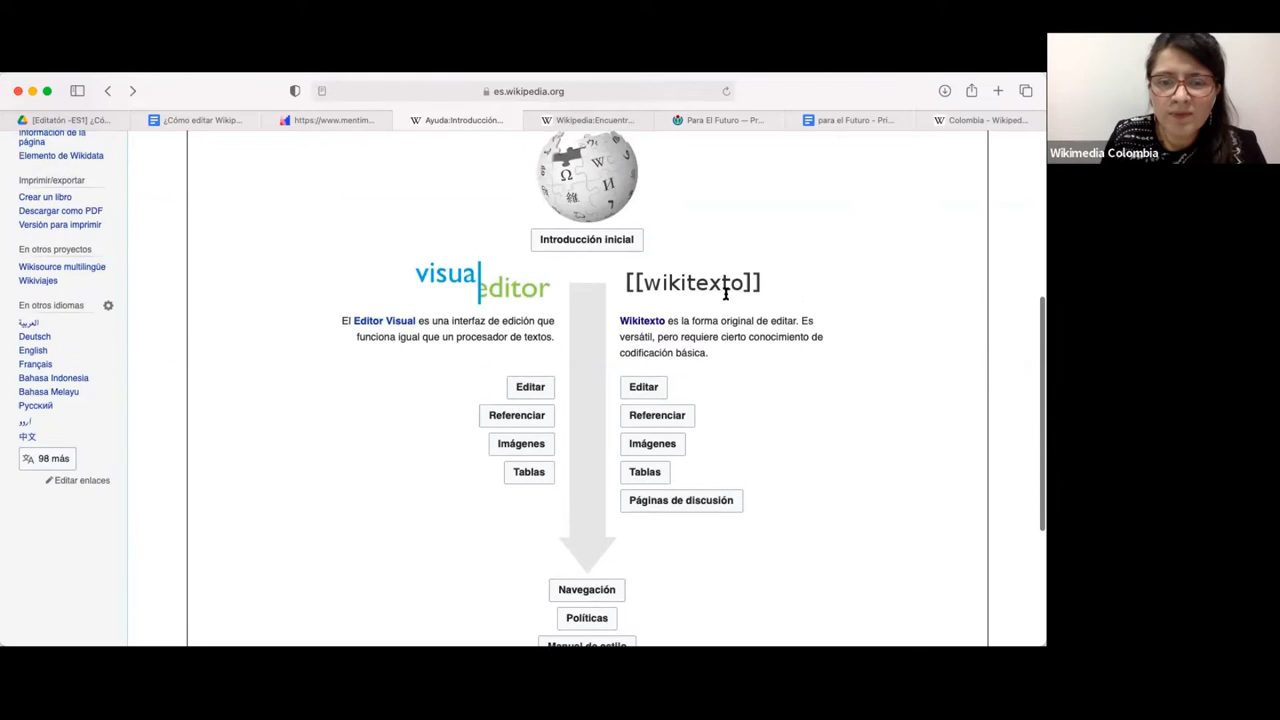 es.wikipedia.org
[Editatón -ES1] ¿Có...
¿Cómo editar Wikip...
https://www.mentim...
Ayuda:Introducción...
Wikipedia:Encuentr...
Para El Futuro — Pr...
para el Futuro - Pri...
Colombia - Wikiped...
Wikimedia Colombia
Información de la
página
Elemento de Wikidata
Imprimir/exportar
Crear un libro
Descargar como PDF
Versión para imprimir
En otros proyectos
Wikisource multilingüe
Wikiviajes
En otros idiomas
العربية
Deutsch
English
Français
Bahasa Indonesia
Bahasa Melayu
Русский
اردو
中文
98 más
Editar enlaces
Ω W И 維
Introducción inicial
visual editor
El Editor Visual es una interfaz de edición que
funciona igual que un procesador de textos.
Editar
Referenciar
Imágenes
Tablas
[[wikitexto]]
Wikitexto es la forma original de editar. Es
versátil, pero requiere cierto conocimiento de
codificación básica.
Editar
Referenciar
Imágenes
Tablas
Páginas de discusión
Navegación
Políticas
Manual de estilo